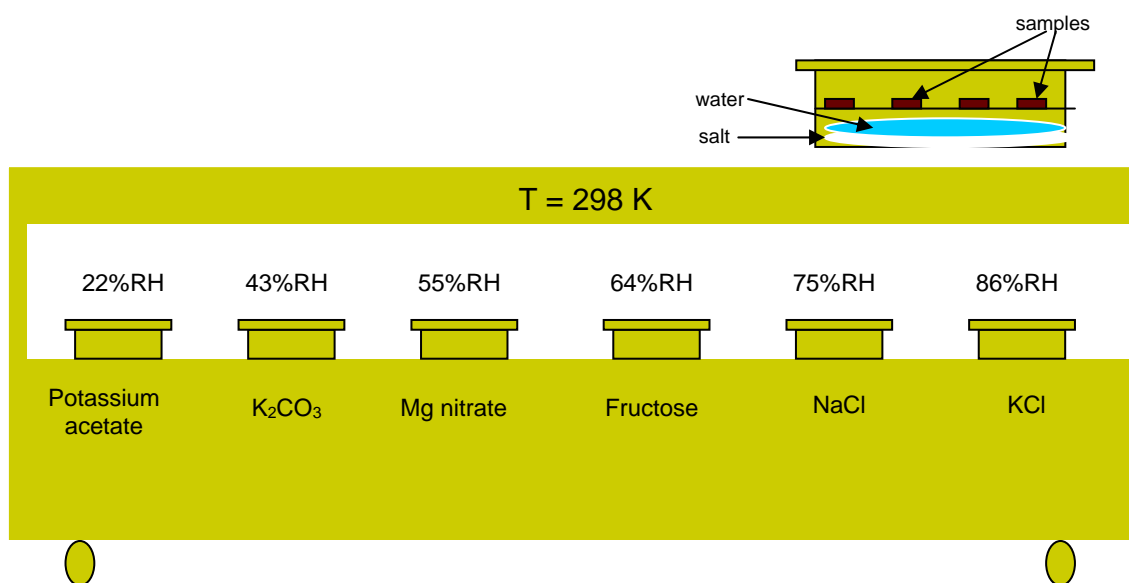 samples
water
salt
T = 298 K
22%RH 43%RH 55%RH 64%RH 75%RH 86%RH
Potassium
acetate
K₂CO₃
Mg nitrate
Fructose
NaCl
KCl